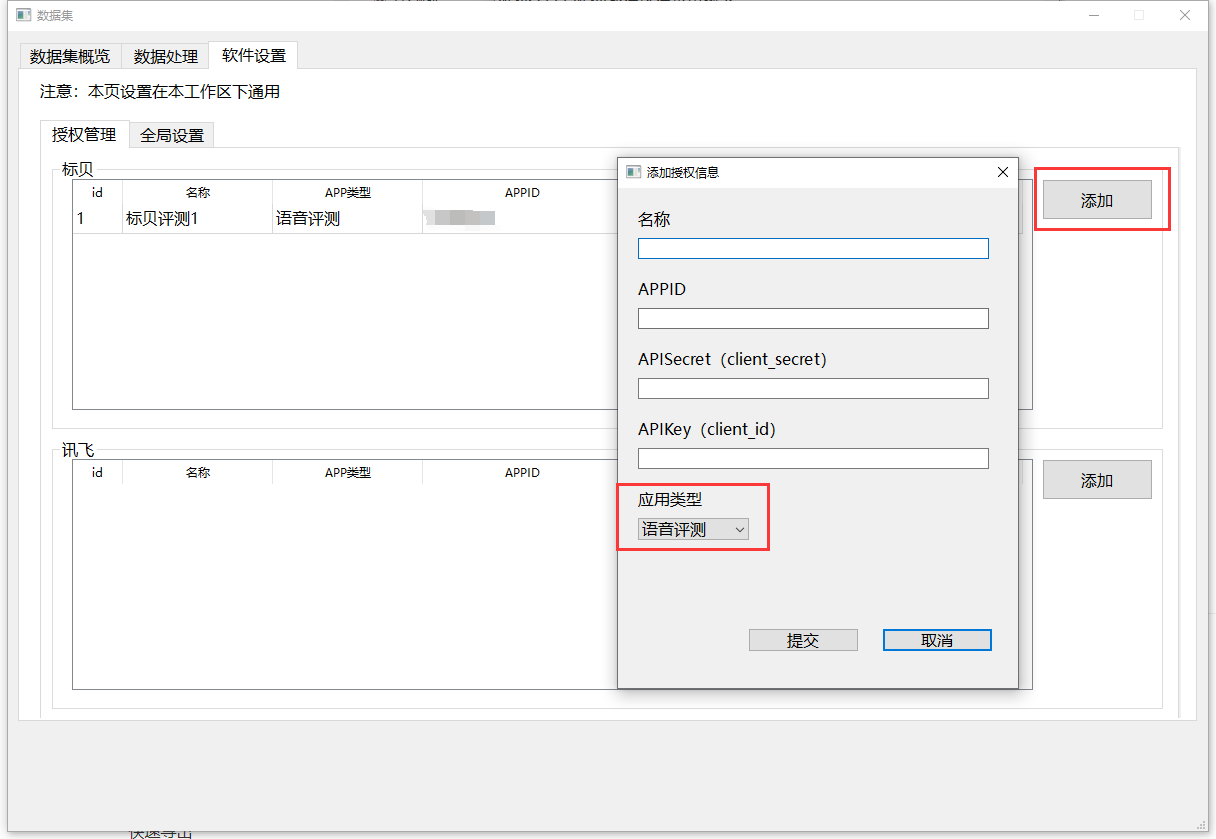 数据集
数据集概览 数据处理 软件设置
注意：本页设置在本工作区下通用
授权管理 全局设置
标贝
id 名称 APP类型 APPID
1 标贝评测1 语音评测
添加
讯飞
id 名称 APP类型 APPID
添加
添加授权信息
名称
APPID
APISecret（client_secret）
APIKey（client_id）
应用类型
语音评测
提交 取消
快速导出